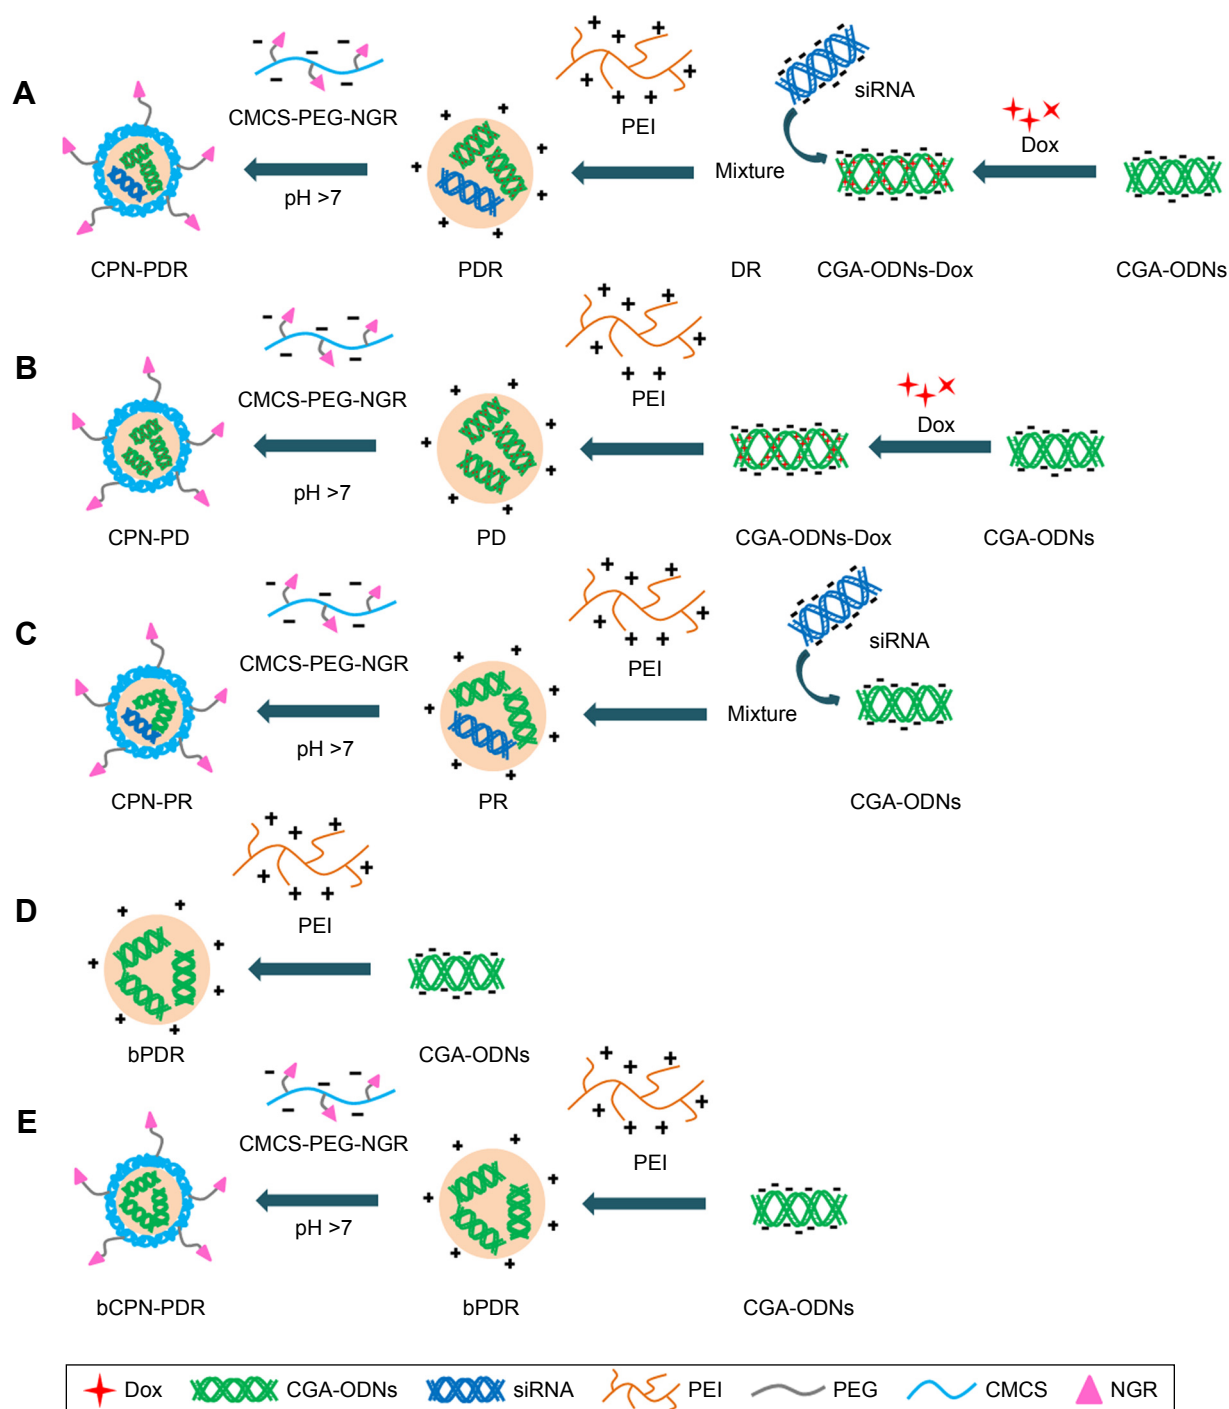 A
CMCS-PEG-NGR
pH >7
CPN-PDR
PDR
PEI
Mixture
DR
siRNA
CGA-ODNs-Dox
Dox
CGA-ODNs
B
CMCS-PEG-NGR
pH >7
CPN-PD
PD
PEI
CGA-ODNs-Dox
Dox
CGA-ODNs
C
CMCS-PEG-NGR
pH >7
CPN-PR
PR
PEI
Mixture
siRNA
CGA-ODNs
D
PEI
bPDR
CGA-ODNs
E
CMCS-PEG-NGR
pH >7
bCPN-PDR
bPDR
PEI
CGA-ODNs
Dox CGA-ODNs siRNA PEI PEG CMCS NGR